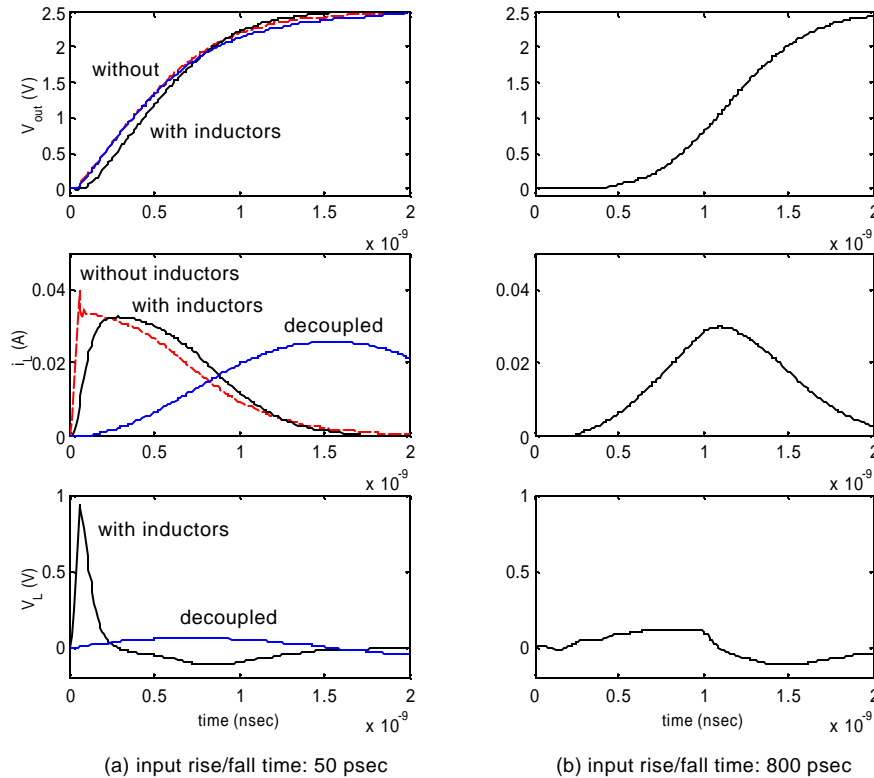 2.5
2
1.5
1
0.5
0
V_out (V)
without
with inductors
0 0.5 1 1.5 2
x 10^-9
2.5
2
1.5
1
0.5
0
0 0.5 1 1.5 2
x 10^-9
0.04
0.02
0
i_L (A)
without inductors
with inductors
decoupled
0 0.5 1 1.5 2
x 10^-9
0.04
0.02
0
0 0.5 1 1.5 2
x 10^-9
1
0.5
0
V_L (V)
with inductors
decoupled
0 0.5 1 1.5 2
time (nsec)
x 10^-9
1
0.5
0
0 0.5 1 1.5 2
time (nsec)
x 10^-9
(a) input rise/fall time: 50 psec
(b) input rise/fall time: 800 psec